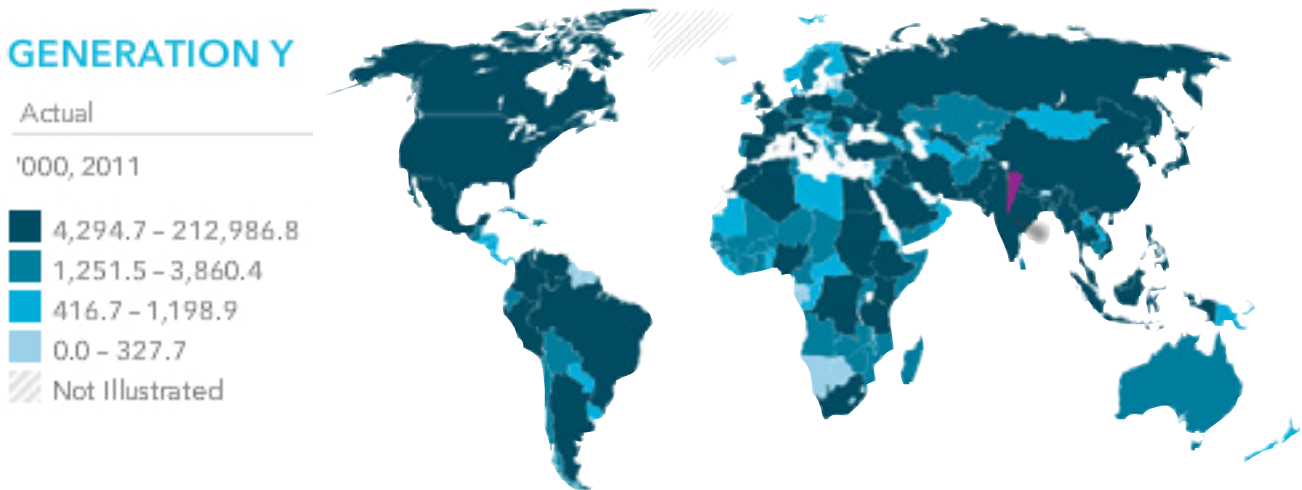 GENERATION Y
Actual
'000, 2011
4,294.7 – 212,986.8
1,251.5 – 3,860.4
416.7 – 1,198.9
0.0 – 327.7
Not Illustrated